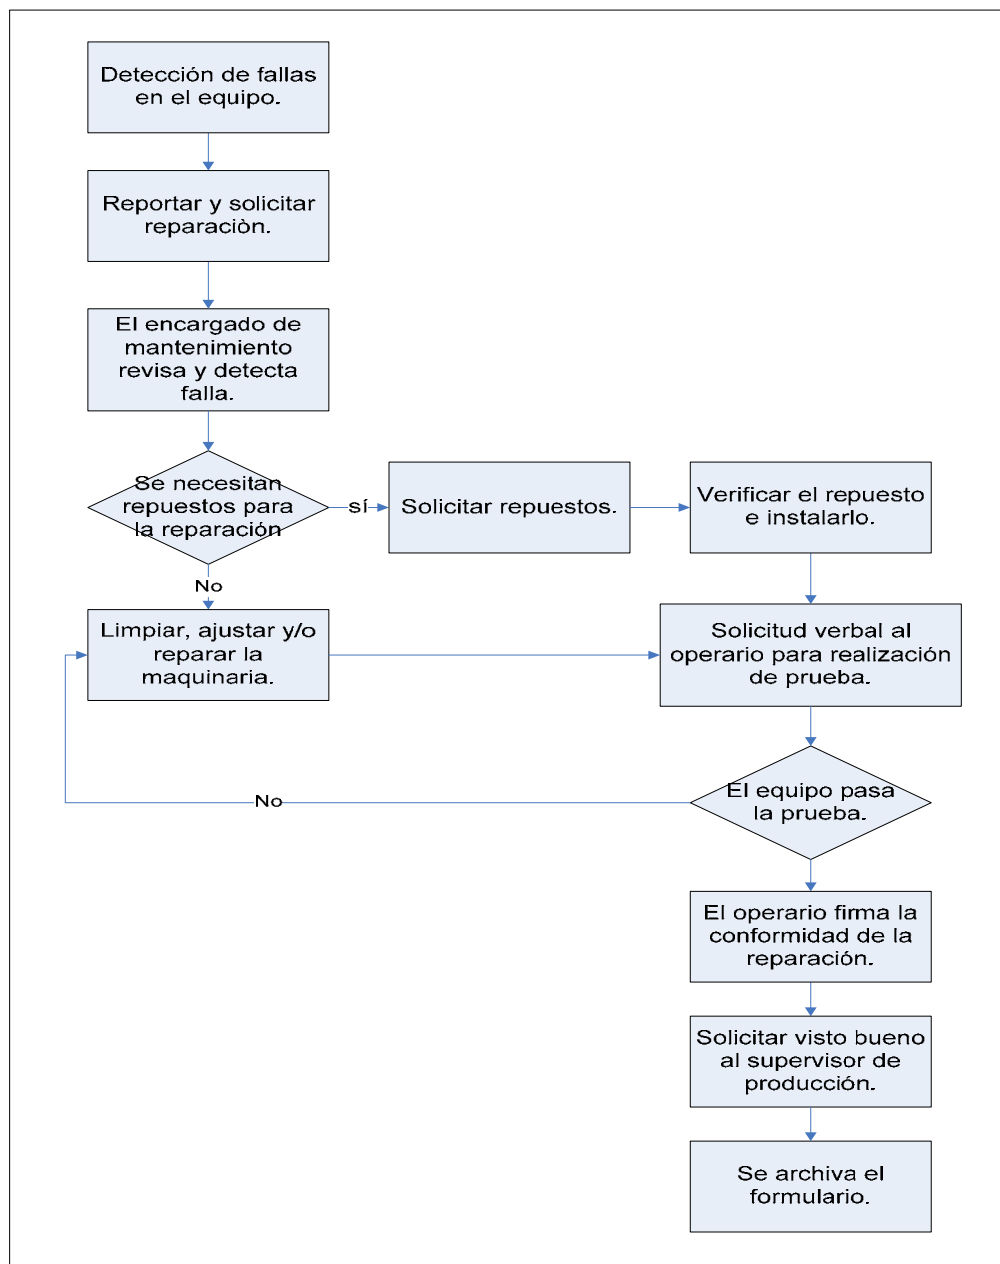 Detección de fallas
en el equipo.
Reportar y solicitar
reparaciòn.
El encargado de
mantenimiento
revisa y detecta
falla.
Se necesitan
repuestos para
la reparación
sí
Solicitar repuestos.
Verificar el repuesto
e instalarlo.
No
Limpiar, ajustar y/o
reparar la
maquinaria.
Solicitud verbal al
operario para realización
de prueba.
El equipo pasa
la prueba.
No
El operario firma la
conformidad de la
reparación.
Solicitar visto bueno
al supervisor de
producción.
Se archiva el
formulario.